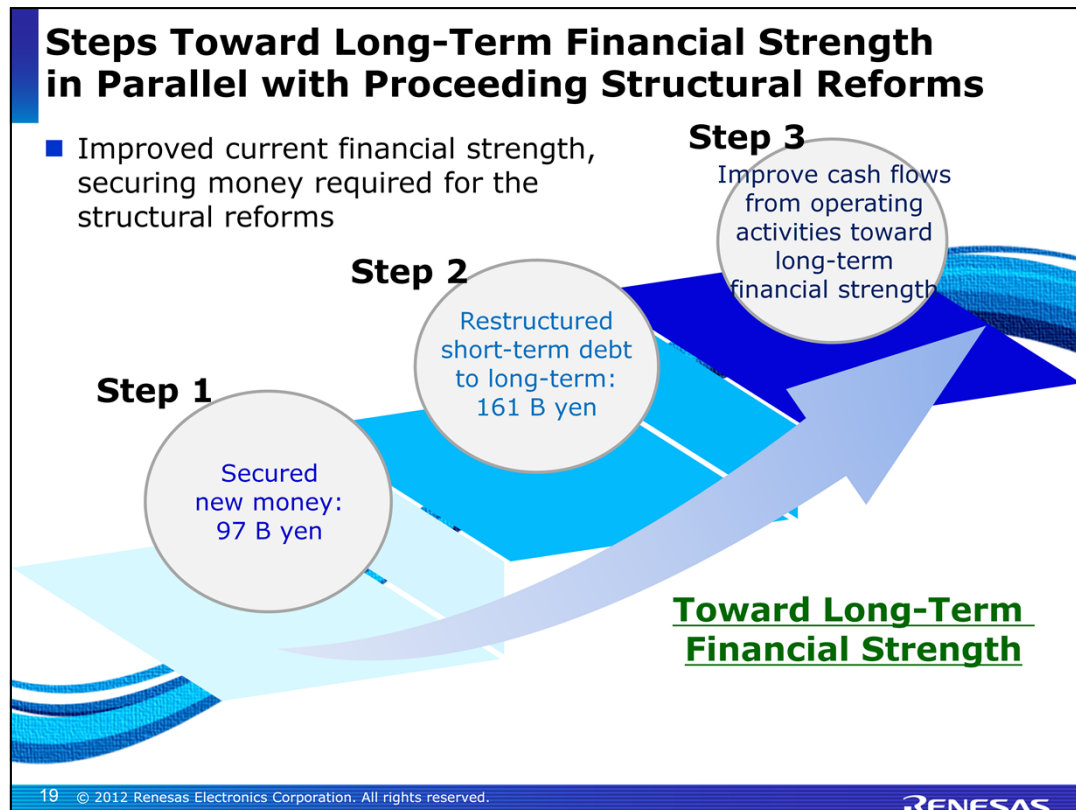 Steps Toward Long-Term Financial Strength
in Parallel with Proceeding Structural Reforms
■ Improved current financial strength,
securing money required for the
structural reforms
Step 1
Secured
new money:
97 B yen
Step 2
Restructured
short-term debt
to long-term:
161 B yen
Step 3
Improve cash flows
from operating
activities toward
long-term
financial strength
Toward Long-Term
Financial Strength
19 © 2012 Renesas Electronics Corporation. All rights reserved.
RENESAS